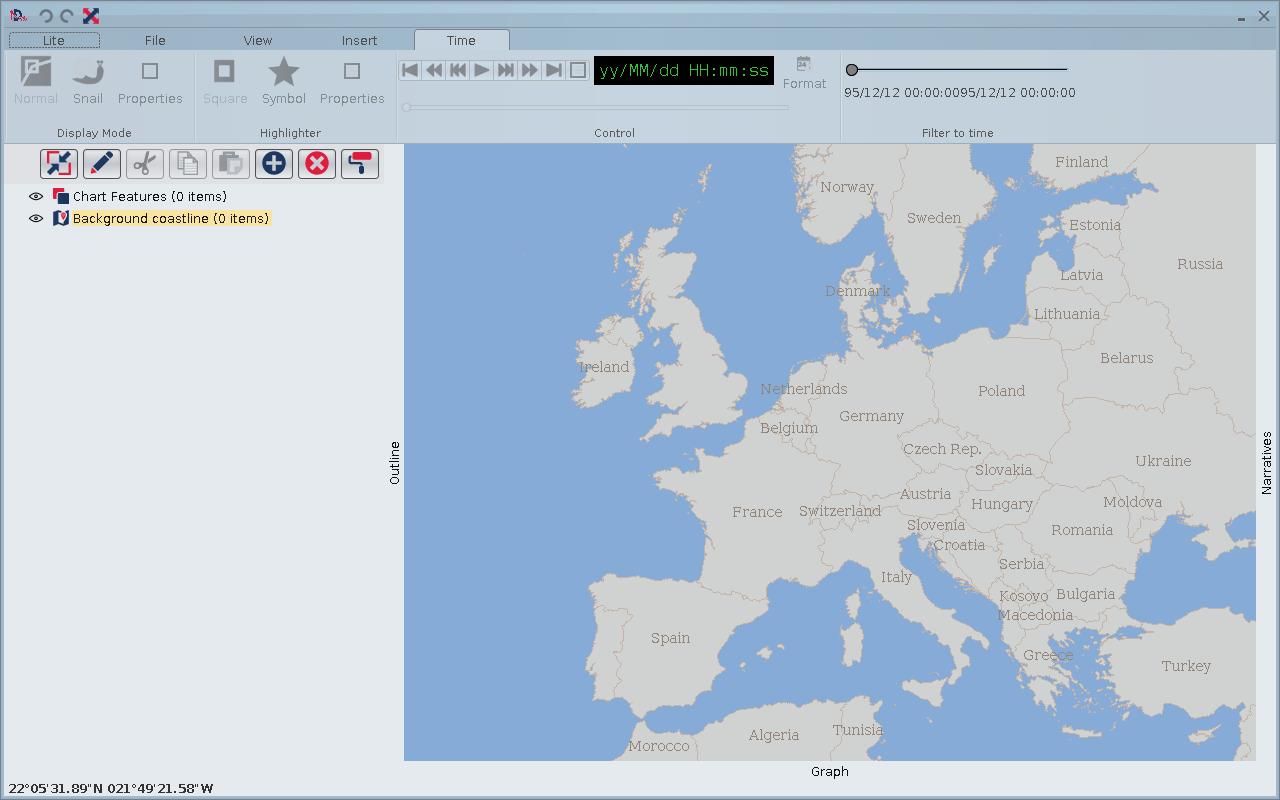 Lite File View Insert Time
Normal Snail Properties Square Symbol Properties
yy/MM/dd HH:mm:ss
24
Format
95/12/12 00:00:0095/12/12 00:00:00
Display Mode Highlighter Control Filter to time
Chart Features (0 items)
Background coastline (0 items)
Outline
Finland
Norway
Sweden
Estonia
Russia
Latvia
Denmark
Lithuania
Belarus
Ireland
Netherlands
Poland
Germany
Belgium
Czech Rep.
Ukraine
Slovakia
Austria
Hungary
Moldova
France
Switzerland
Slovenia
Romania
Croatia
Serbia
Italy
Kosovo
Bulgaria
Macedonia
Spain
Greece
Turkey
Tunisia
Algeria
Morocco
Narratives
Graph
22°05'31.89"N 021°49'21.58"W